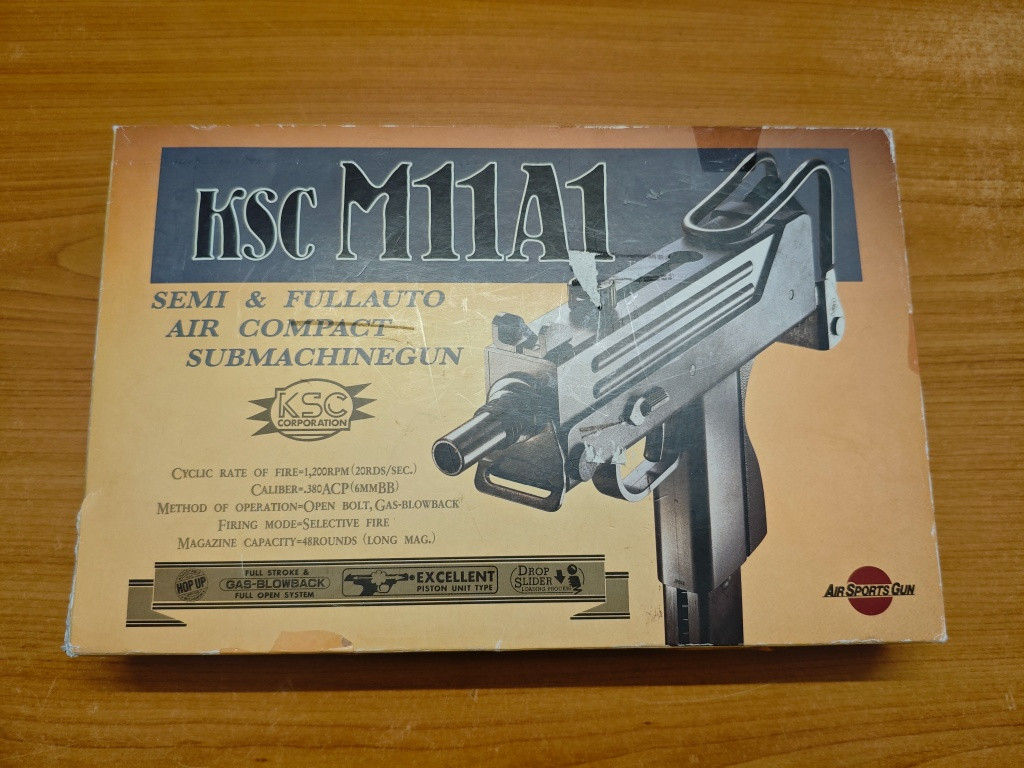 KSC M11A1
SEMI & FULLAUTO
AIR COMPACT
SUBMACHINEGUN
KSC
CORPORATION
CYCLIC RATE OF FIRE=1,200RPM (20RDS/SEC.)
CALIBER=.380ACP (6MMBB)
METHOD OF OPERATION=OPEN BOLT, GAS-BLOWBACK
FIRING MODE=SELECTIVE FIRE
MAGAZINE CAPACITY=48ROUNDS (LONG MAG.)
HOP UP
FULL STROKE &
GAS-BLOWBACK
FULL OPEN SYSTEM
EXCELLENT
PISTON UNIT TYPE
DROP
SLIDER
LOADING PROCESS
AIR SPORTS GUN